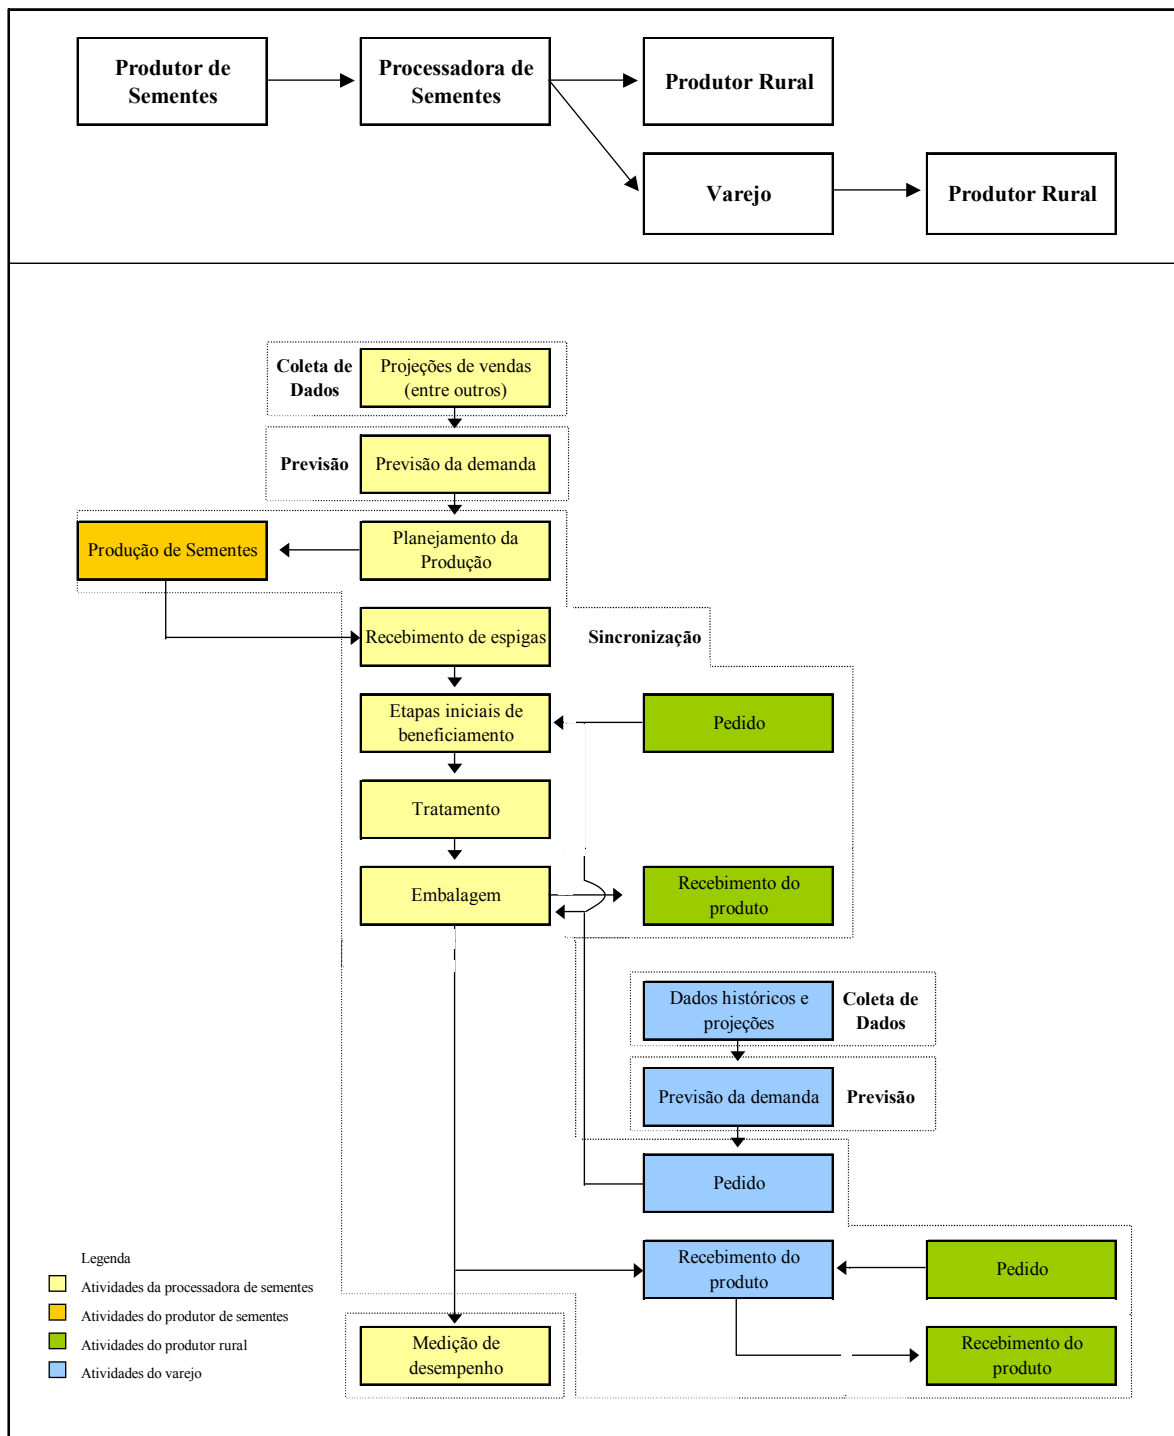 Produtor de
Sementes
Processadora de
Sementes
Produtor Rural
Varejo
Produtor Rural
Coleta de
Dados
Projeções de vendas
(entre outros)
Previsão
Previsão da demanda
Produção de Sementes
Planejamento da
Produção
Recebimento de espigas
Sincronização
Etapas iniciais de
beneficiamento
Pedido
Tratamento
Embalagem
Recebimento do
produto
Dados históricos e
projeções
Coleta de
Dados
Previsão da demanda
Previsão
Pedido
Recebimento do
produto
Pedido
Medição de
desempenho
Recebimento do
produto
Legenda
Atividades da processadora de sementes
Atividades do produtor de sementes
Atividades do produtor rural
Atividades do varejo